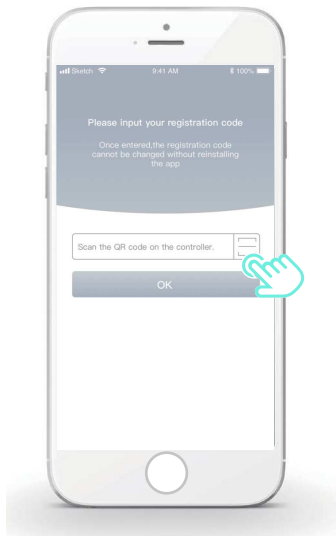 Sketch 9:41 AM 100%
Please input your registration code
Once entered,the registration code
cannot be changed without reinstalling
the app
Scan the QR code on the controller.
OK